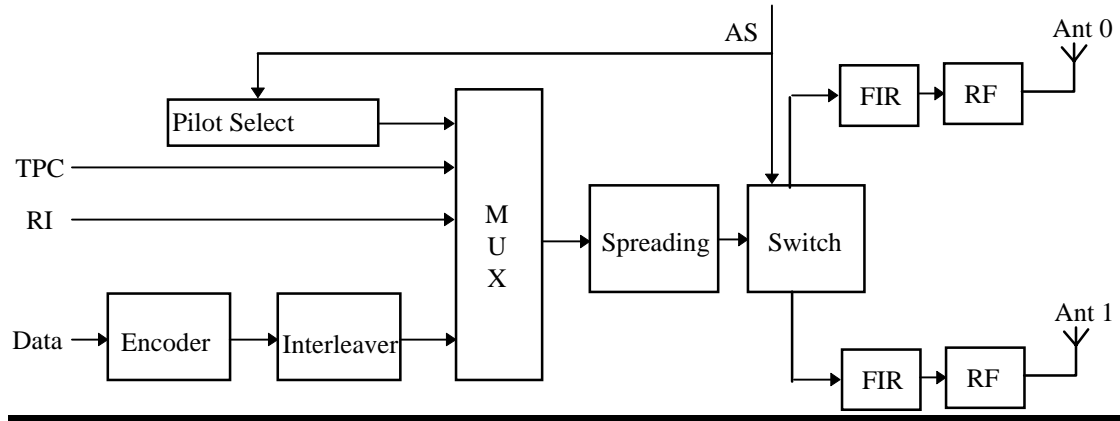 Ant 0
AS
FIR
RF
Pilot Select
TPC
RI
M
U
X
Spreading
Switch
Ant 1
Data
Encoder
Interleaver
FIR
RF